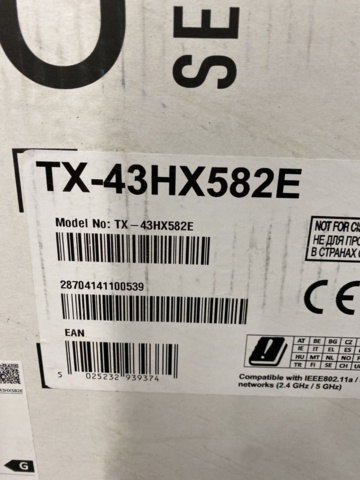 SE
TX-43HX582E
Model No: TX – 43HX582E
NOT FOR CIS
НЕ ДЛЯ ПРО
В СТРАНАХ
28704141100539
CE
EAN
5 025232 939374
AT BE BG CZ
IE IT EL ES
HU MT NL NO
TR FI SE CH
Compatible with IEEE802.11a /
networks (2.4 GHz / 5 GHz)
G